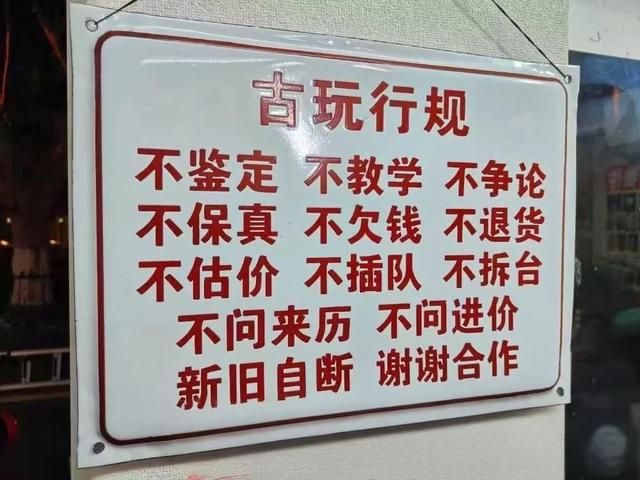 古玩行规
不鉴定 不教学 不争论
不保真 不欠钱 不退货
不估价 不插队 不拆台
不问来历 不问进价
新旧自断 谢谢合作